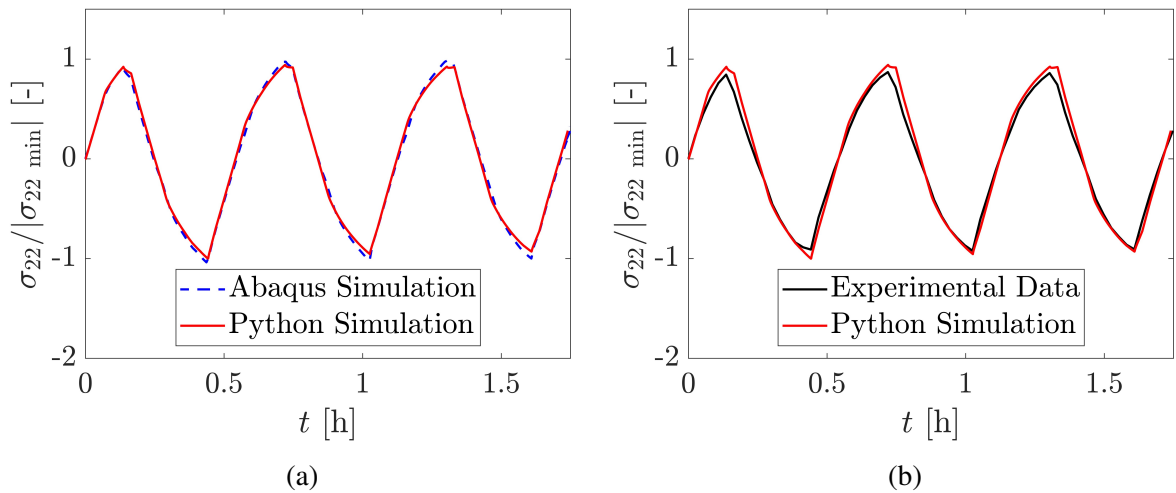 1
0
-1
-2
σ₂₂/|σ₂₂ ₘᵢₙ| [-]
Abaqus Simulation
Python Simulation
0
0.5
1
1.5
t [h]
(a)
1
0
-1
-2
σ₂₂/|σ₂₂ ₘᵢₙ| [-]
Experimental Data
Python Simulation
0
0.5
1
1.5
t [h]
(b)